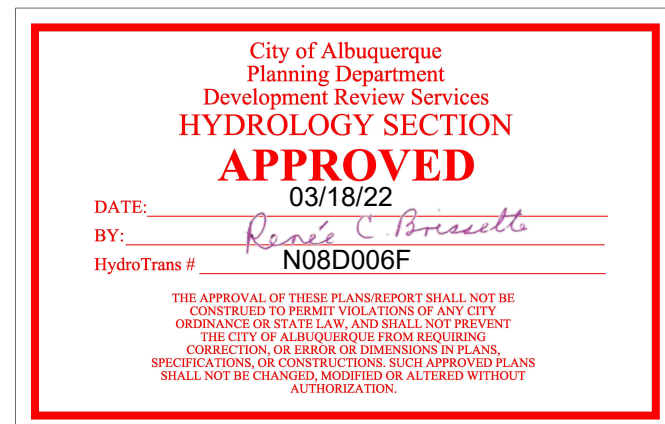 City of Albuquerque
Planning Department
Development Review Services
HYDROLOGY SECTION
APPROVED
DATE: 03/18/22
BY: Renée C. Brissette
HydroTrans # N08D006F
THE APPROVAL OF THESE PLANS/REPORT SHALL NOT BE
CONSTRUED TO PERMIT VIOLATIONS OF ANY CITY
ORDINANCE OR STATE LAW, AND SHALL NOT PREVENT
THE CITY OF ALBUQUERQUE FROM REQUIRING
CORRECTION, OR ERROR OR DIMENSIONS IN PLANS,
SPECIFICATIONS, OR CONSTRUCTIONS. SUCH APPROVED PLANS
SHALL NOT BE CHANGED, MODIFIED OR ALTERED WITHOUT
AUTHORIZATION.